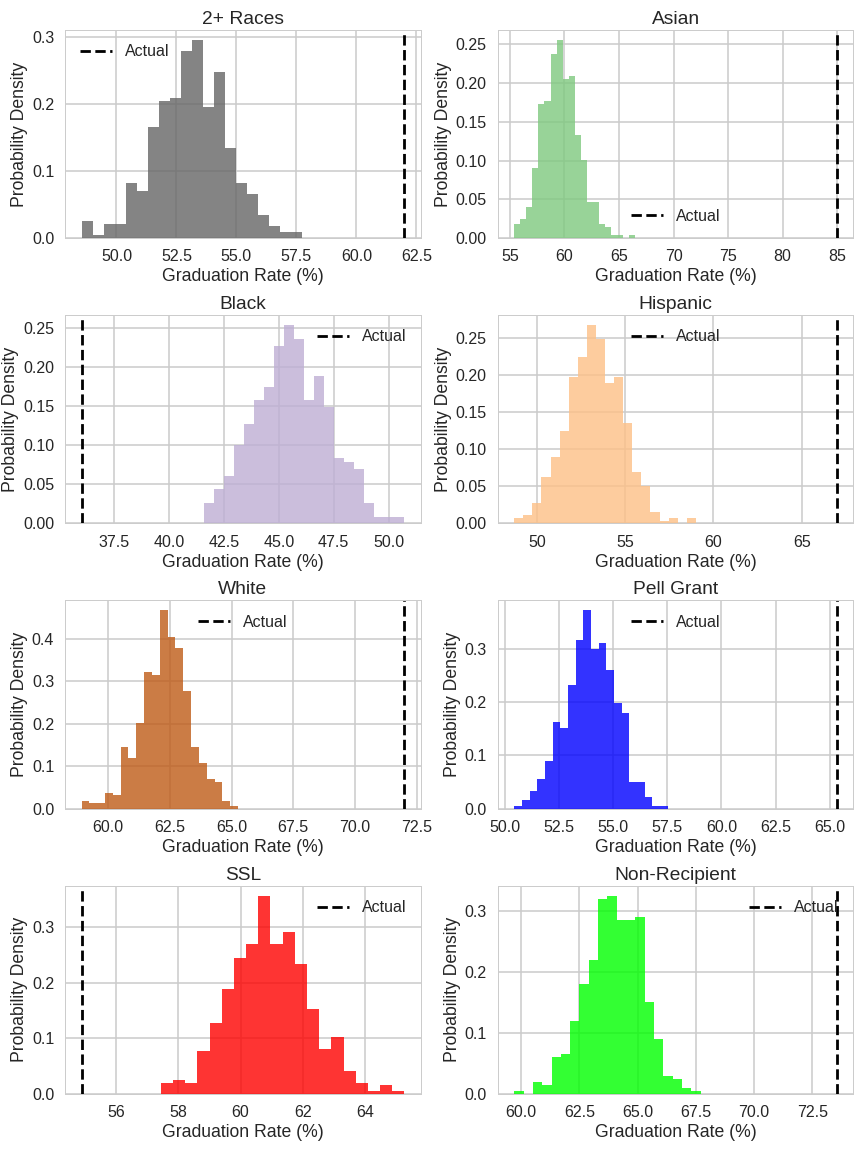 2+ Races
Actual
Probability Density
0.3
0.2
0.1
0.0
50.0 52.5 55.0 57.5 60.0 62.5
Graduation Rate (%)
Asian
Actual
Probability Density
0.25
0.20
0.15
0.10
0.05
0.00
55 60 65 70 75 80 85
Graduation Rate (%)
Black
Actual
Probability Density
0.25
0.20
0.15
0.10
0.05
0.00
37.5 40.0 42.5 45.0 47.5 50.0
Graduation Rate (%)
Hispanic
Actual
Probability Density
0.25
0.20
0.15
0.10
0.05
0.00
50 55 60 65
Graduation Rate (%)
White
Actual
Probability Density
0.4
0.3
0.2
0.1
0.0
60.0 62.5 65.0 67.5 70.0 72.5
Graduation Rate (%)
Pell Grant
Actual
Probability Density
0.3
0.2
0.1
0.0
50.0 52.5 55.0 57.5 60.0 62.5 65.0
Graduation Rate (%)
SSL
Actual
Probability Density
0.3
0.2
0.1
0.0
56 58 60 62 64
Graduation Rate (%)
Non-Recipient
Actual
Probability Density
0.3
0.2
0.1
0.0
60.0 62.5 65.0 67.5 70.0 72.5
Graduation Rate (%)